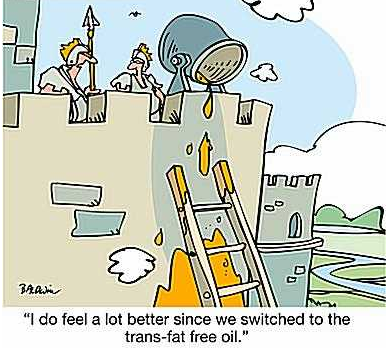 "I do feel a lot better since we switched to the
trans-fat free oil."